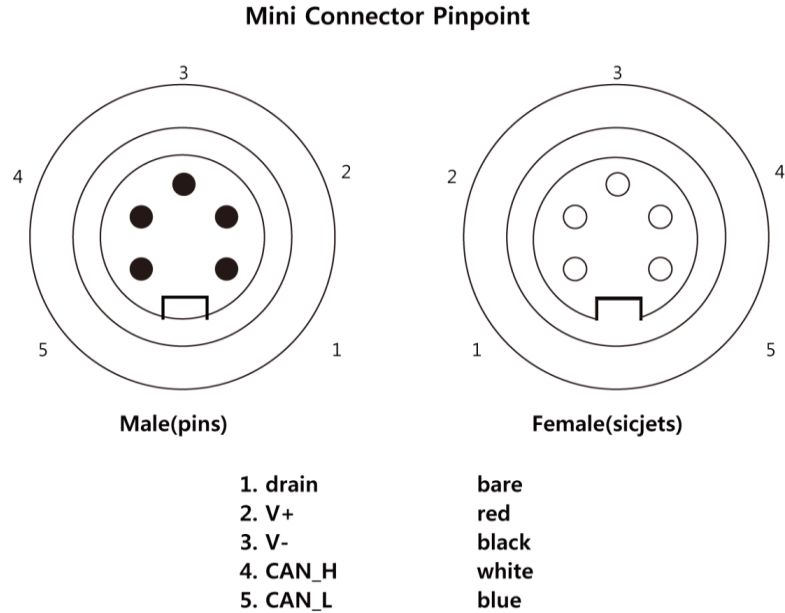 Mini Connector Pinpoint
3 3
4 2 2 4
5 1 1 5
Male(pins) Female(sicjets)
1. drain bare
2. V+ red
3. V- black
4. CAN_H white
5. CAN_L blue